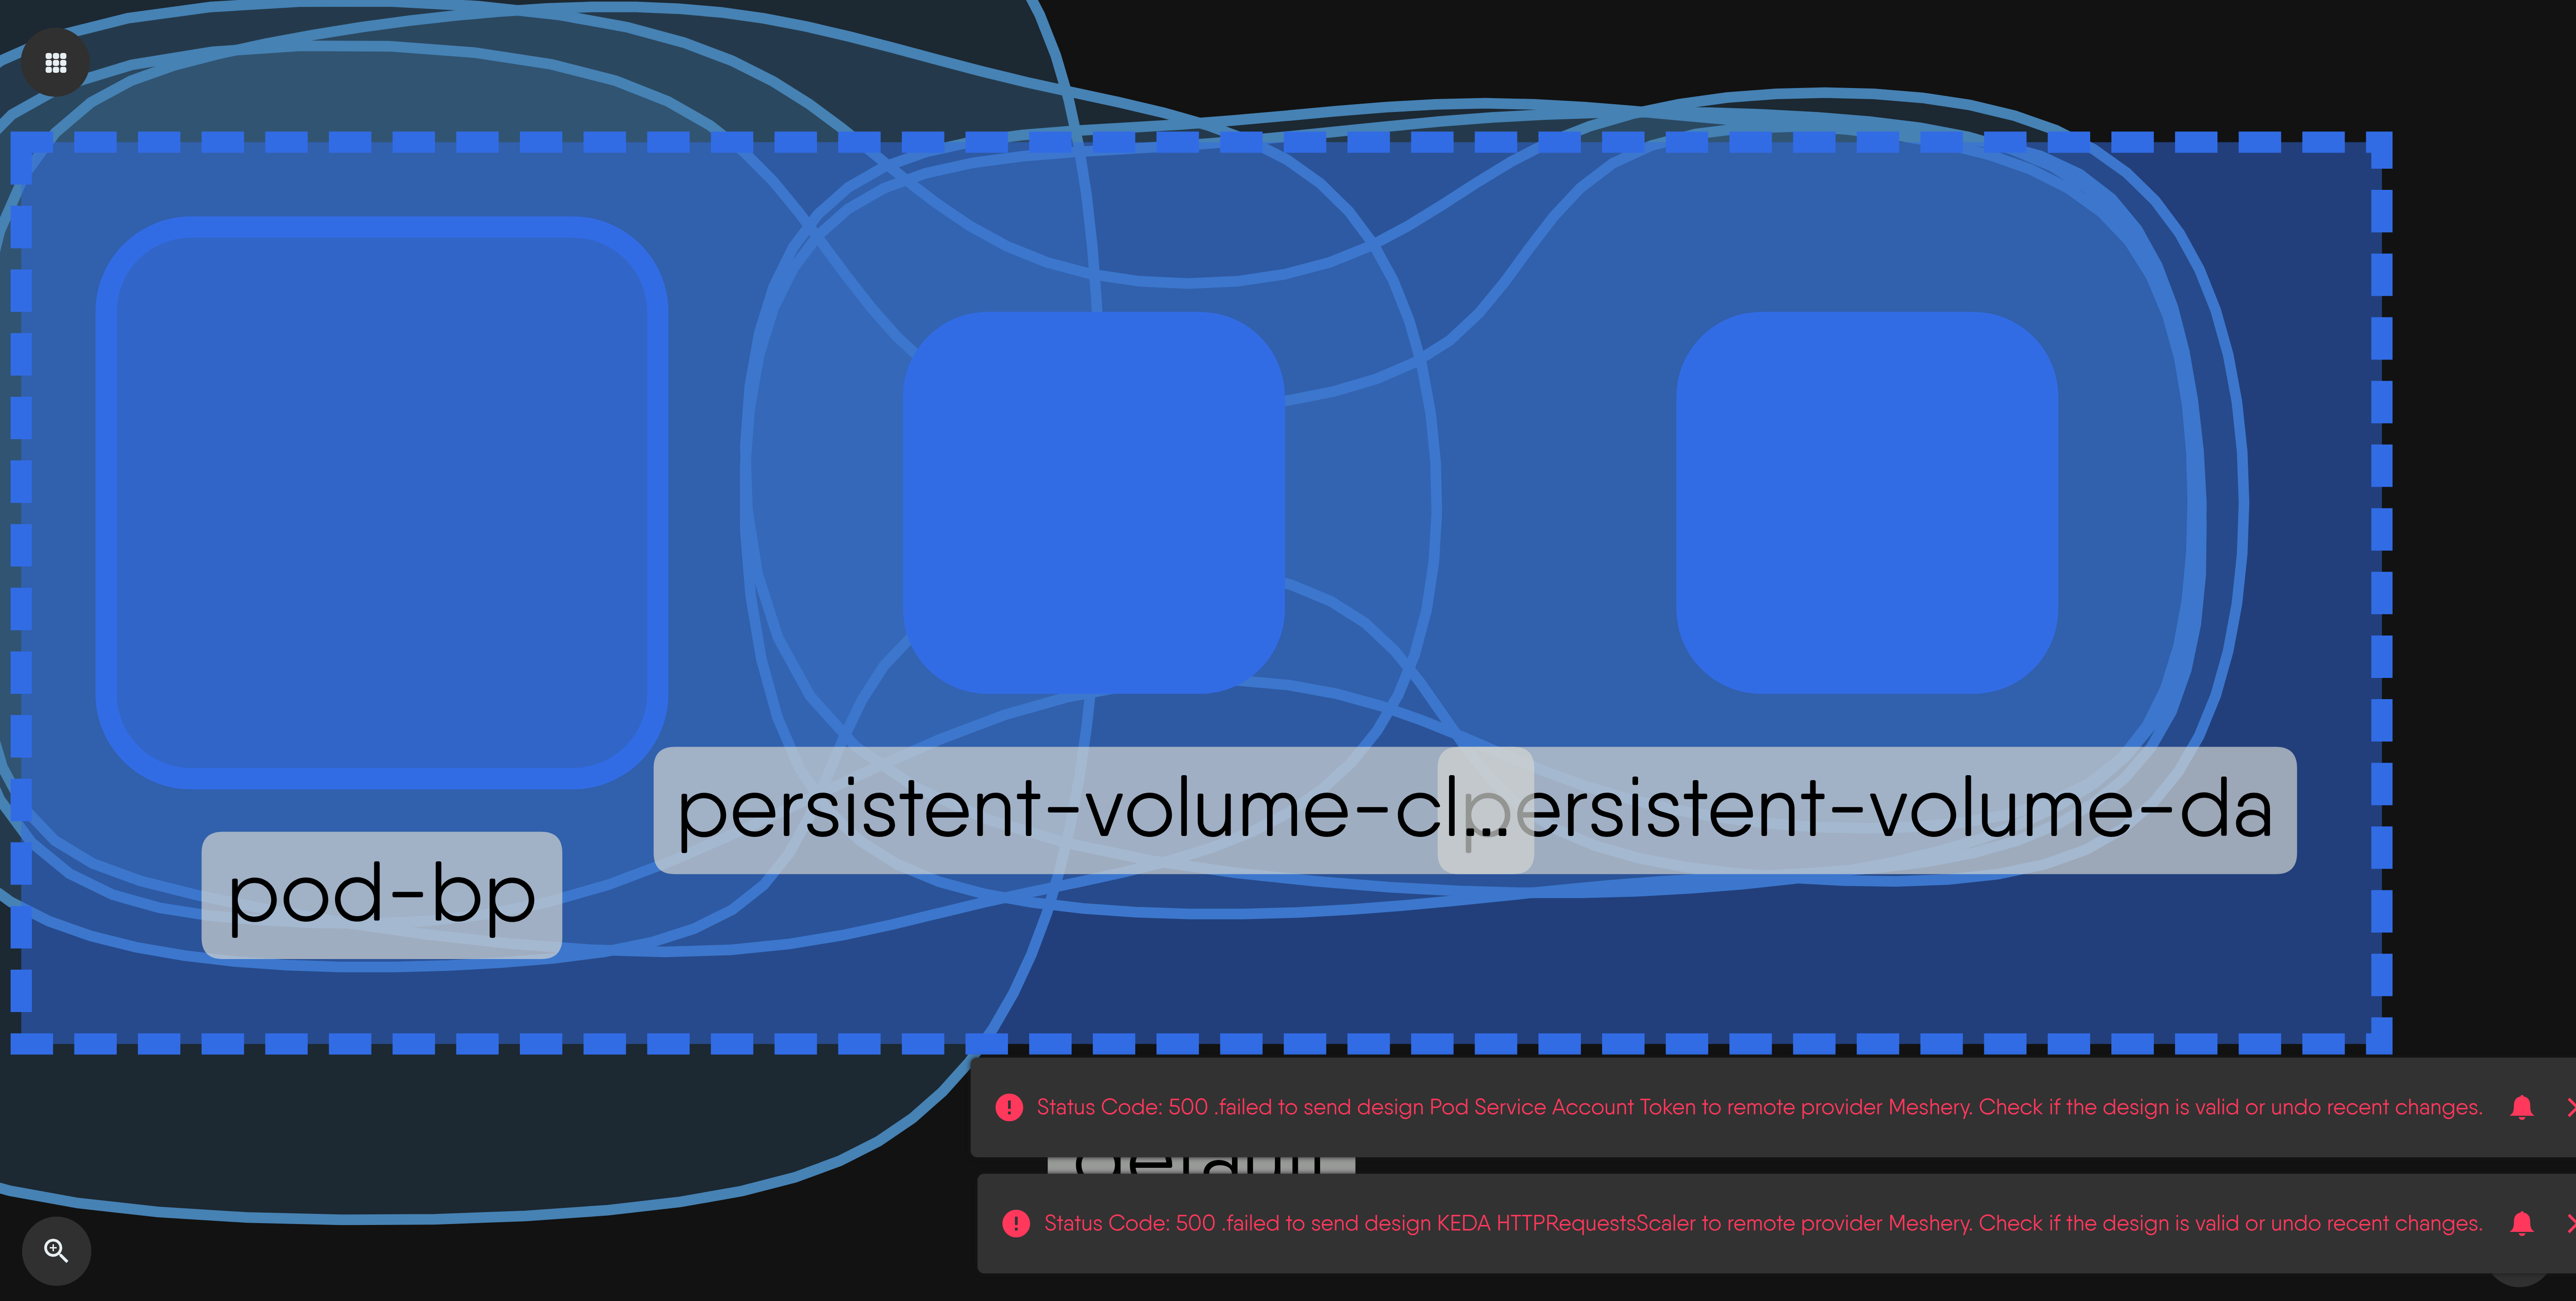 persistent-volume-cl...
persistent-volume-da
pod-bp
Status Code: 500 .failed to send design Pod Service Account Token to remote provider Meshery. Check if the design is valid or undo recent changes.
Status Code: 500 .failed to send design KEDA HTTPRequestsScaler to remote provider Meshery. Check if the design is valid or undo recent changes.